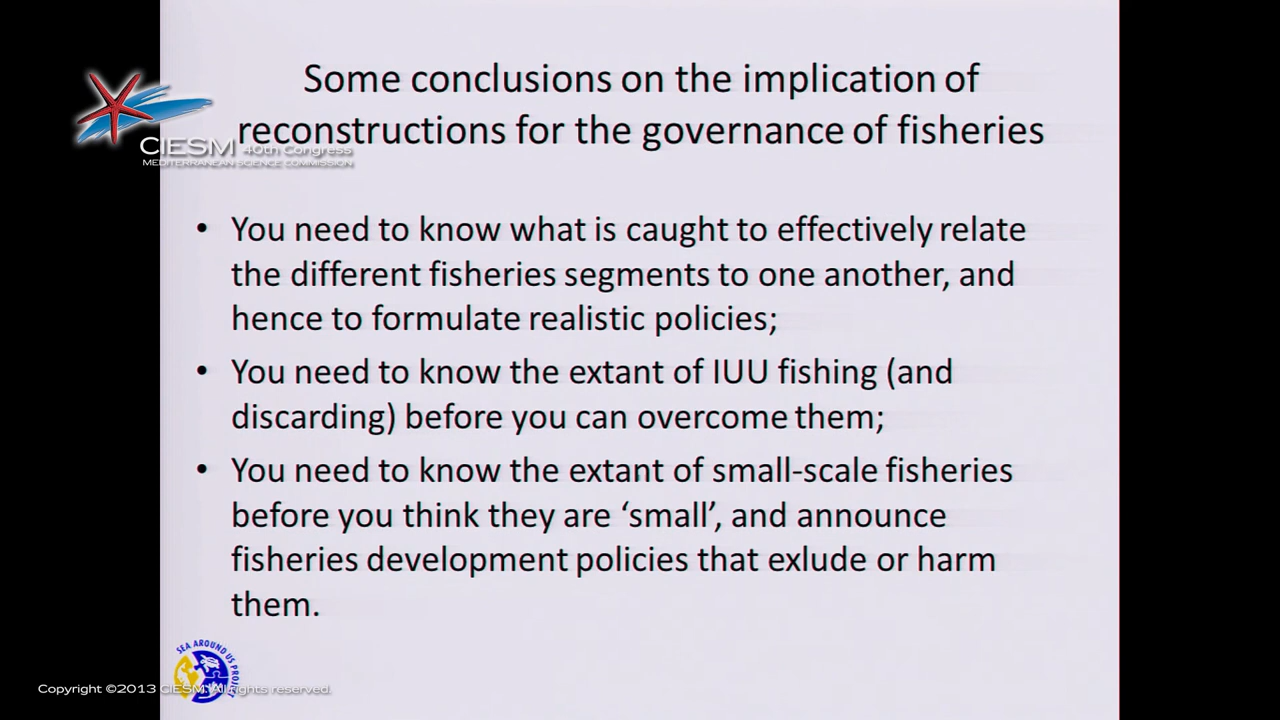 Some conclusions on the implication of
reconstructions for the governance of fisheries
CIESM 40th Congress
MEDITERRANEAN SCIENCE COMMISSION
• You need to know what is caught to effectively relate
the different fisheries segments to one another, and
hence to formulate realistic policies;
• You need to know the extant of IUU fishing (and
discarding) before you can overcome them;
• You need to know the extant of small-scale fisheries
before you think they are ‘small’, and announce
fisheries development policies that exlude or harm
them.
SEA AROUND US PROJECT
Copyright ©2013 CIESM. All rights reserved.